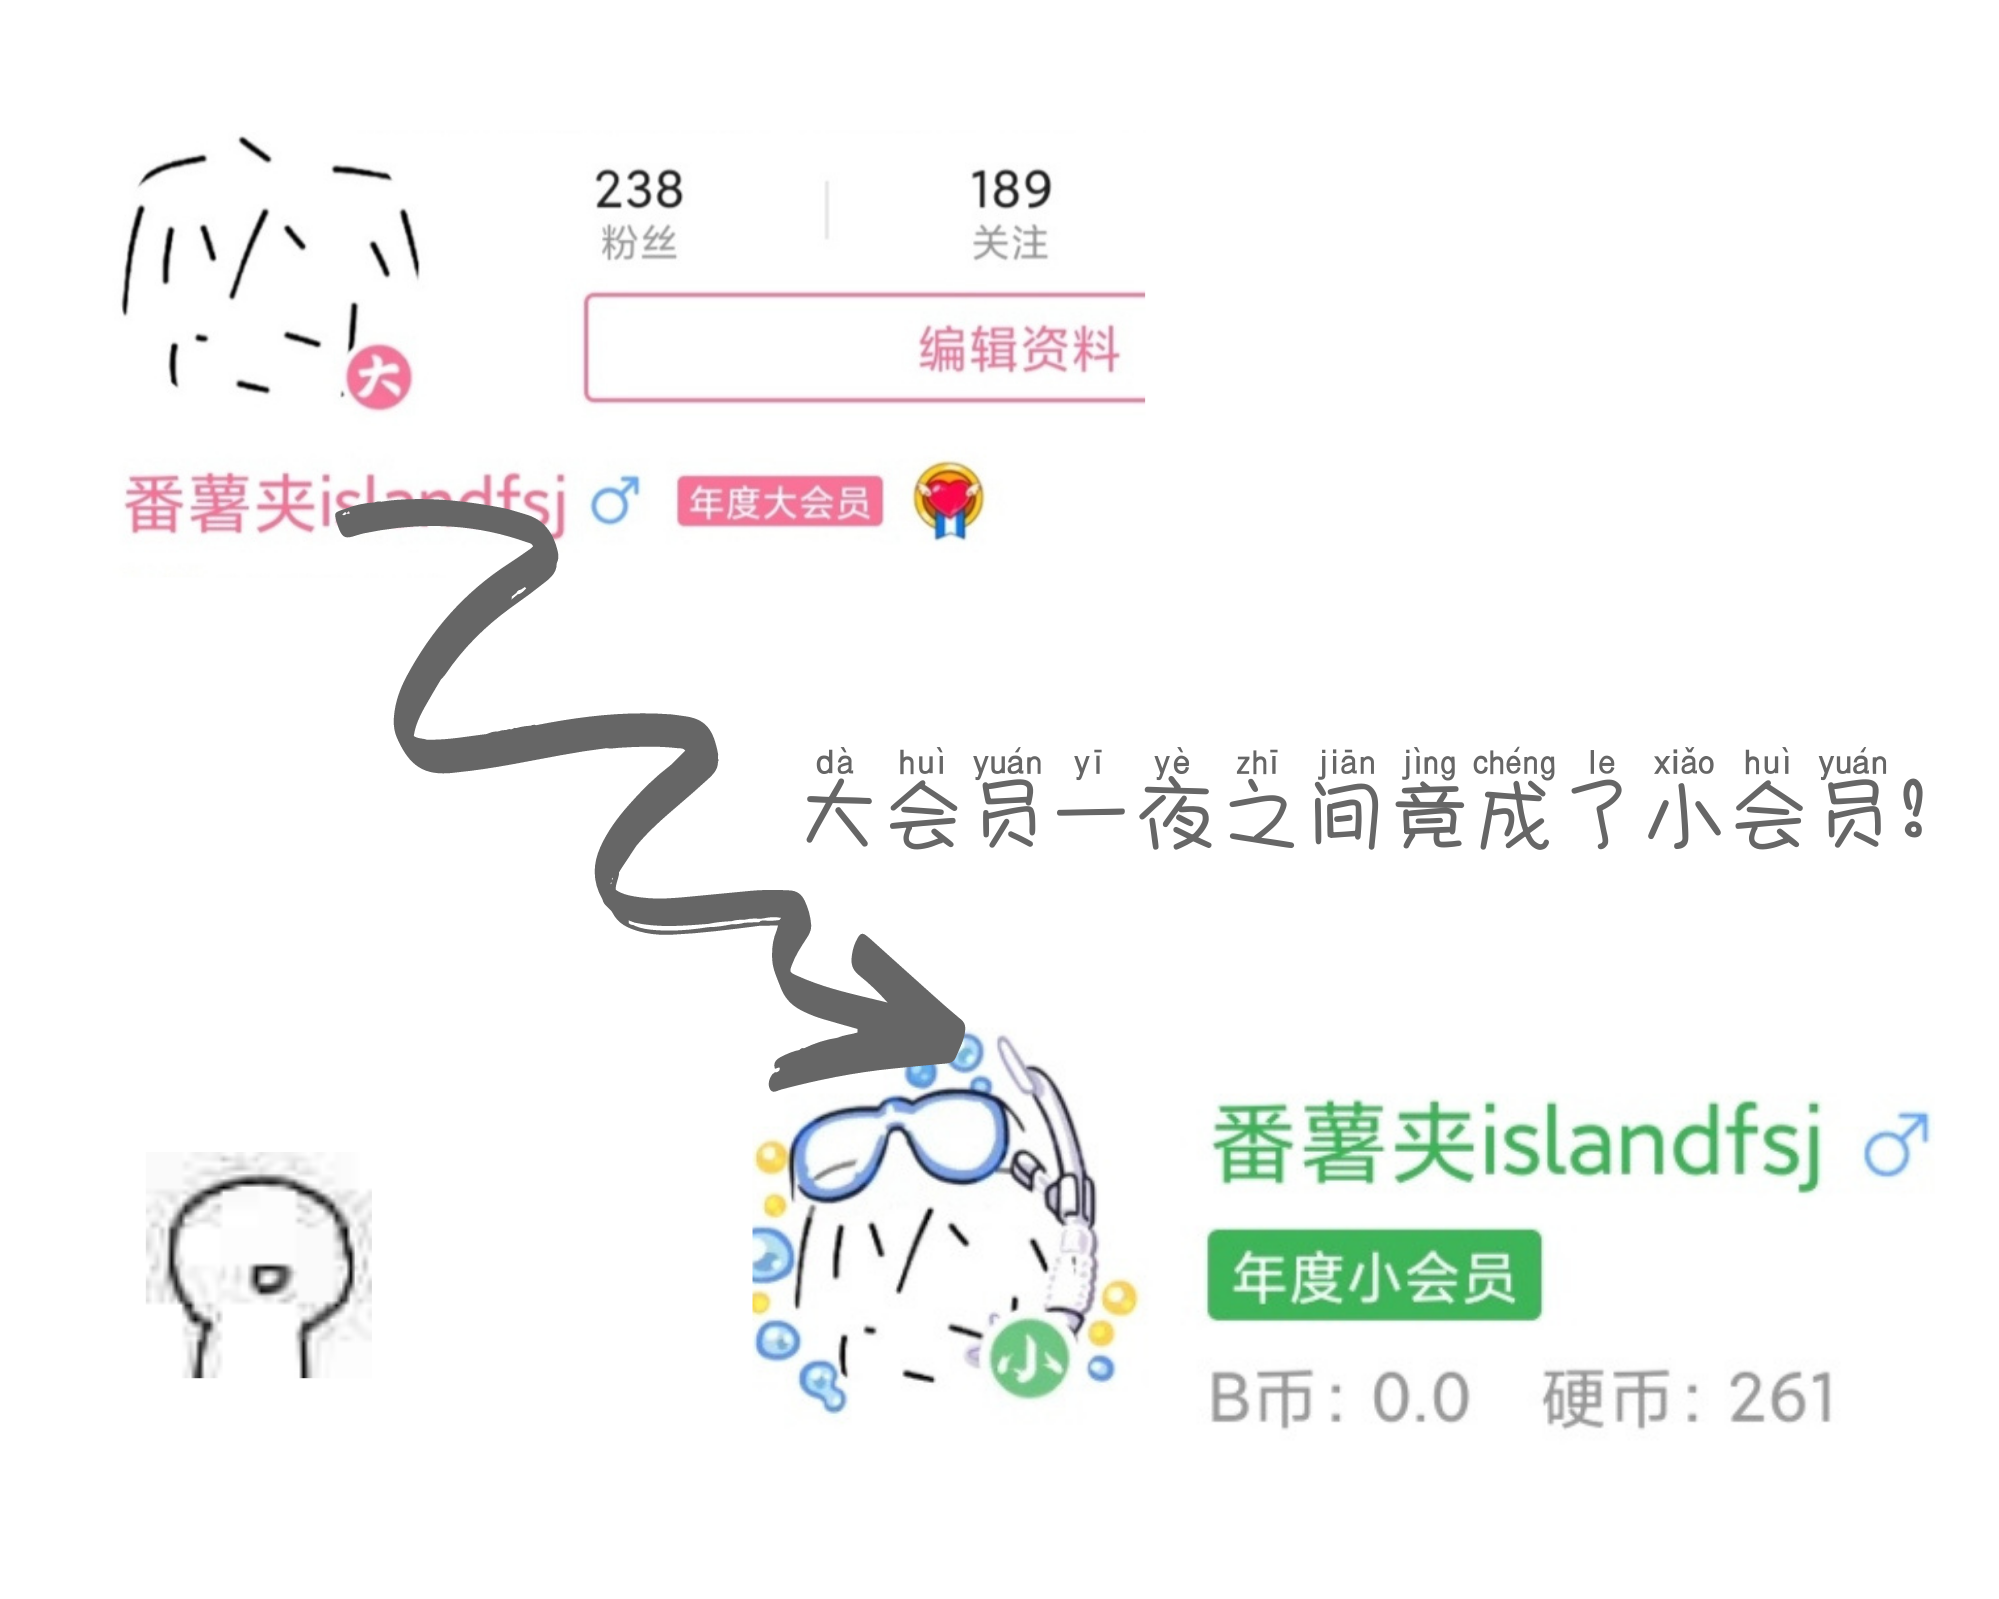 238
粉丝
189
关注
编辑资料
大
番薯夹islandfsj
年度大会员
dà huì yuán yī yè zhī jiān jìng chéng le xiǎo huì yuán
大会员一夜之间竟成了小会员?
番薯夹islandfsj
年度小会员
小
B币: 0.0 硬币: 261